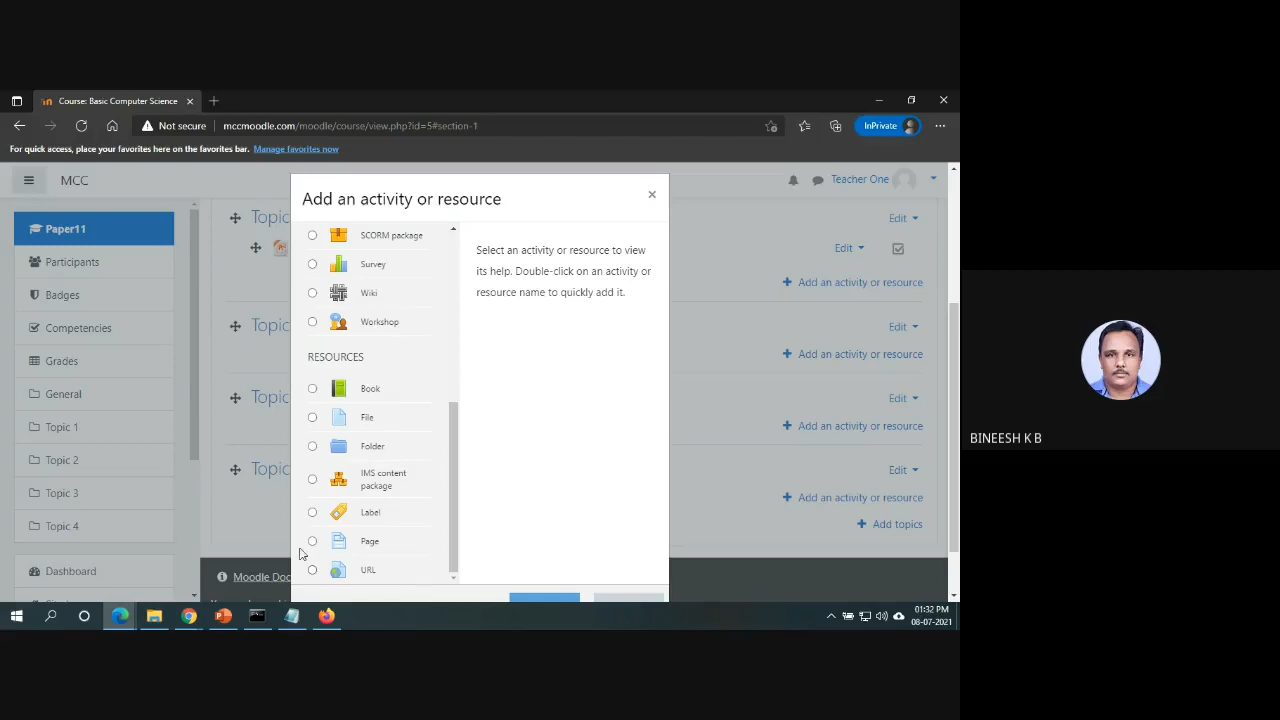 Course: Basic Computer Science
Not secure
mccmoodle.com/moodle/course/view.php?id=5#section-1
InPrivate
For quick access, place your favorites here on the favorites bar. Manage favorites now
MCC
Teacher One
Paper11
Participants
Badges
Competencies
Grades
General
Topic 1
Topic 2
Topic 3
Topic 4
Dashboard
Add an activity or resource
SCORM package
Survey
Wiki
Workshop
RESOURCES
Book
File
Folder
IMS content
package
Label
Page
URL
Select an activity or resource to view
its help. Double-click on an activity or
resource name to quickly add it.
Topic
Edit
Edit
Add an activity or resource
Topic
Edit
Add an activity or resource
Topic
Edit
Add an activity or resource
Topic
Edit
Add an activity or resource
Add topics
Moodle Doc
01:32 PM
08-07-2021
BINEESH K B